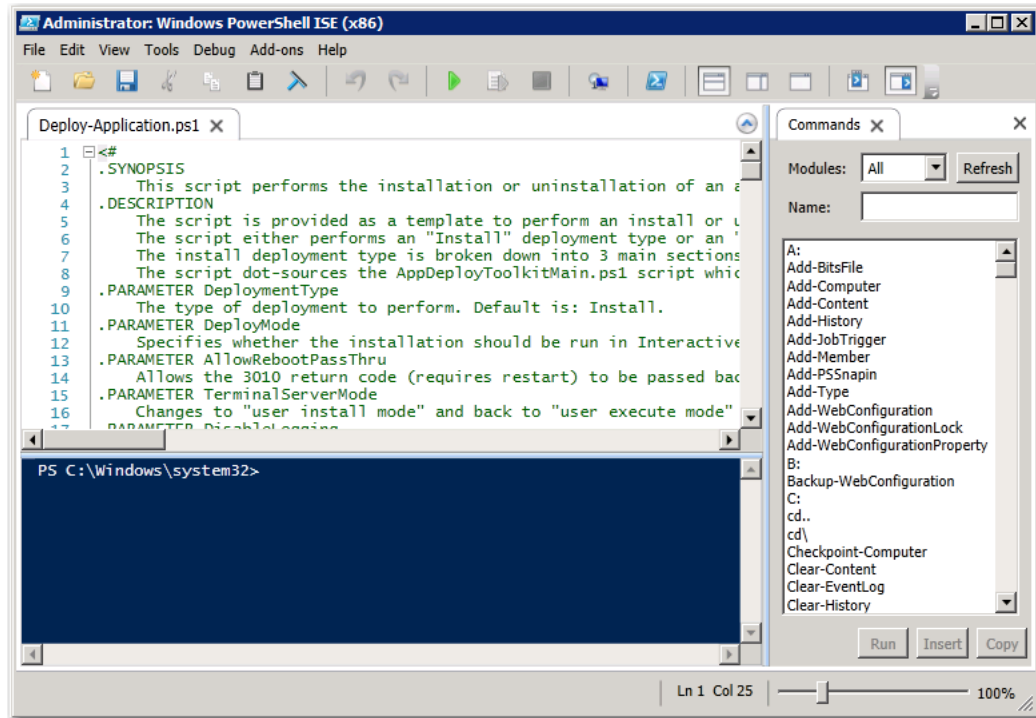 Administrator: Windows PowerShell ISE (x86)
File Edit View Tools Debug Add-ons Help
Deploy-Application.ps1
1 <#
2 .SYNOPSIS
3 This script performs the installation or uninstallation of an a
4 .DESCRIPTION
5 The script is provided as a template to perform an install or u
6 The script either performs an "Install" deployment type or an "
7 The install deployment type is broken down into 3 main sections
8 The script dot-sources the AppDeployToolkitMain.ps1 script whic
9 .PARAMETER DeploymentType
10 The type of deployment to perform. Default is: Install.
11 .PARAMETER DeployMode
12 Specifies whether the installation should be run in Interactive
13 .PARAMETER AllowRebootPassThru
14 Allows the 3010 return code (requires restart) to be passed bac
15 .PARAMETER TerminalServerMode
16 Changes to "user install mode" and back to "user execute mode"
17 .PARAMETER DisableLogging
PS C:\Windows\system32>
Commands
Modules: All Refresh
Name:
A:
Add-BitsFile
Add-Computer
Add-Content
Add-History
Add-JobTrigger
Add-Member
Add-PSSnapin
Add-Type
Add-WebConfiguration
Add-WebConfigurationLock
Add-WebConfigurationProperty
B:
Backup-WebConfiguration
C:
cd..
cd\
Checkpoint-Computer
Clear-Content
Clear-EventLog
Clear-History
Run Insert Copy
Ln 1 Col 25 100%